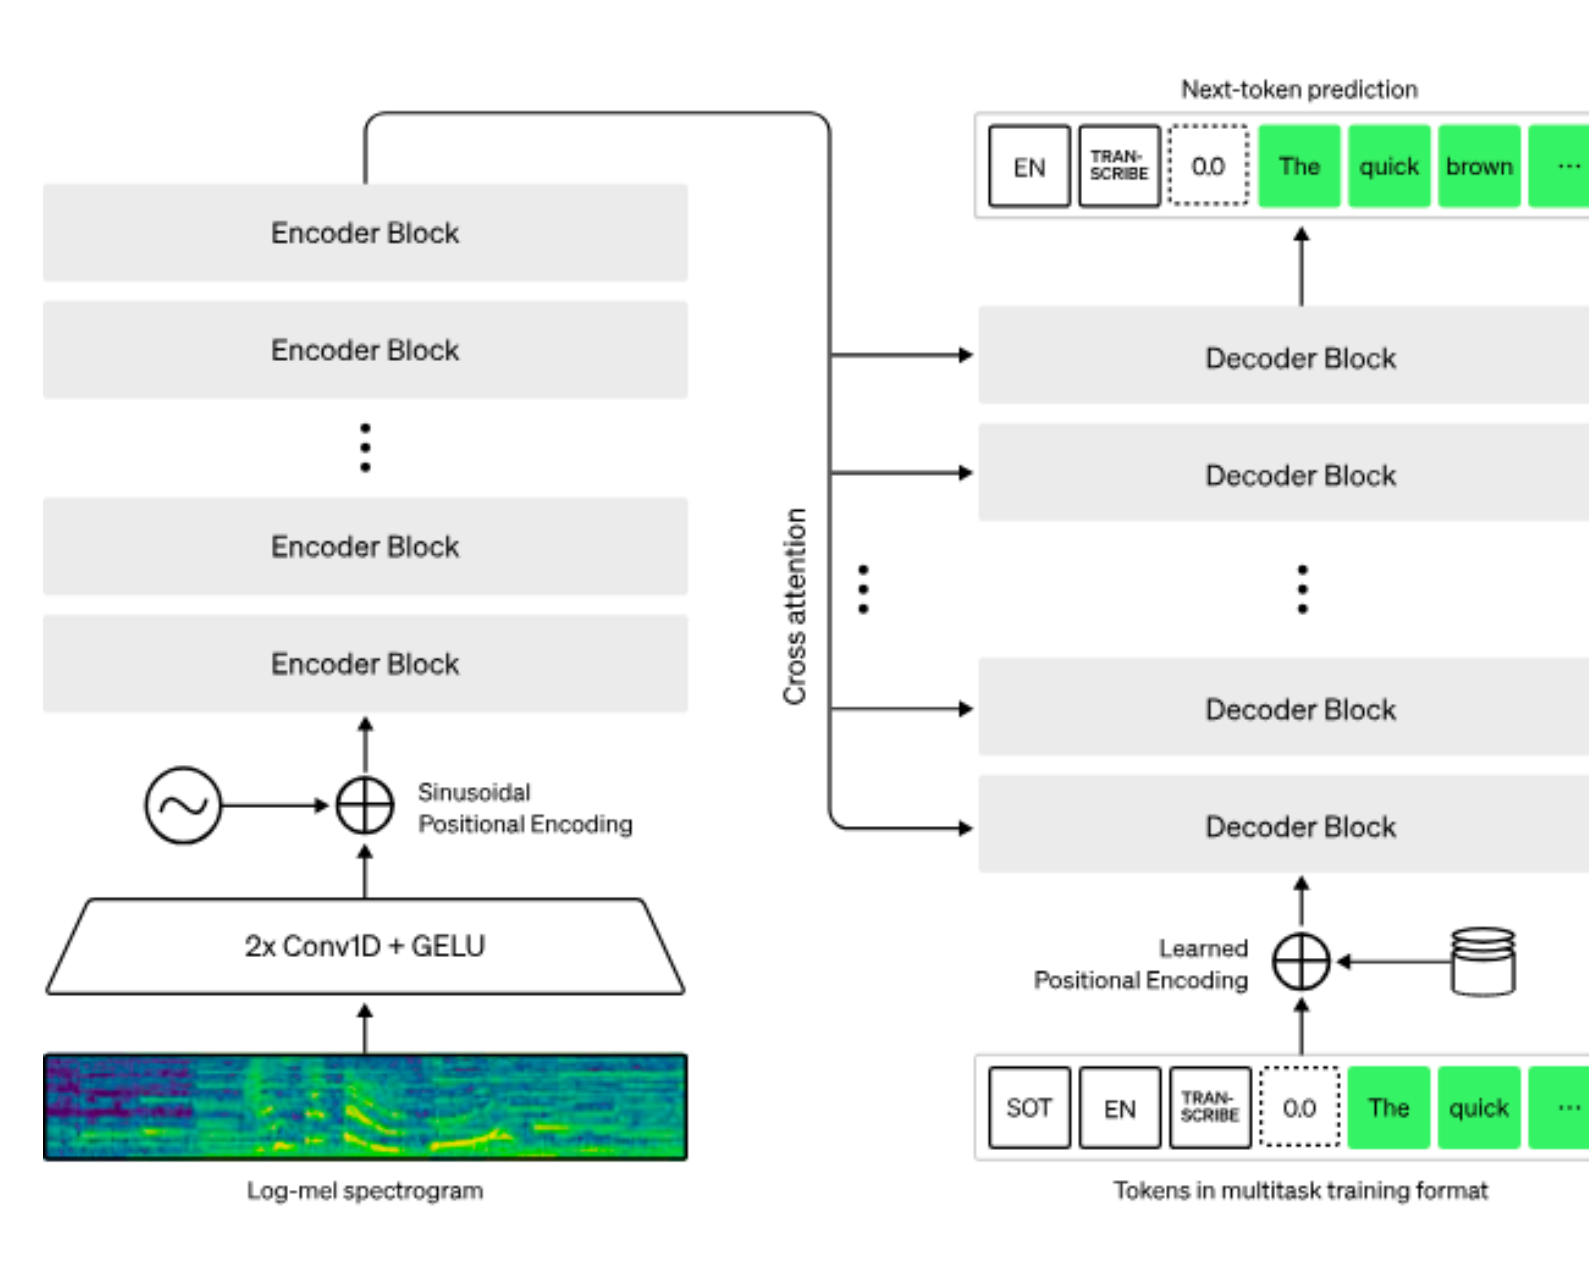 Next-token prediction
EN TRAN-SCRIBE 0.0 The quick brown ...
Encoder Block
Encoder Block
Encoder Block
Encoder Block
Sinusoidal
Positional Encoding
2x Conv1D + GELU
Log-mel spectrogram
Cross attention
Decoder Block
Decoder Block
Decoder Block
Decoder Block
Learned
Positional Encoding
SOT EN TRAN-SCRIBE 0.0 The quick ...
Tokens in multitask training format